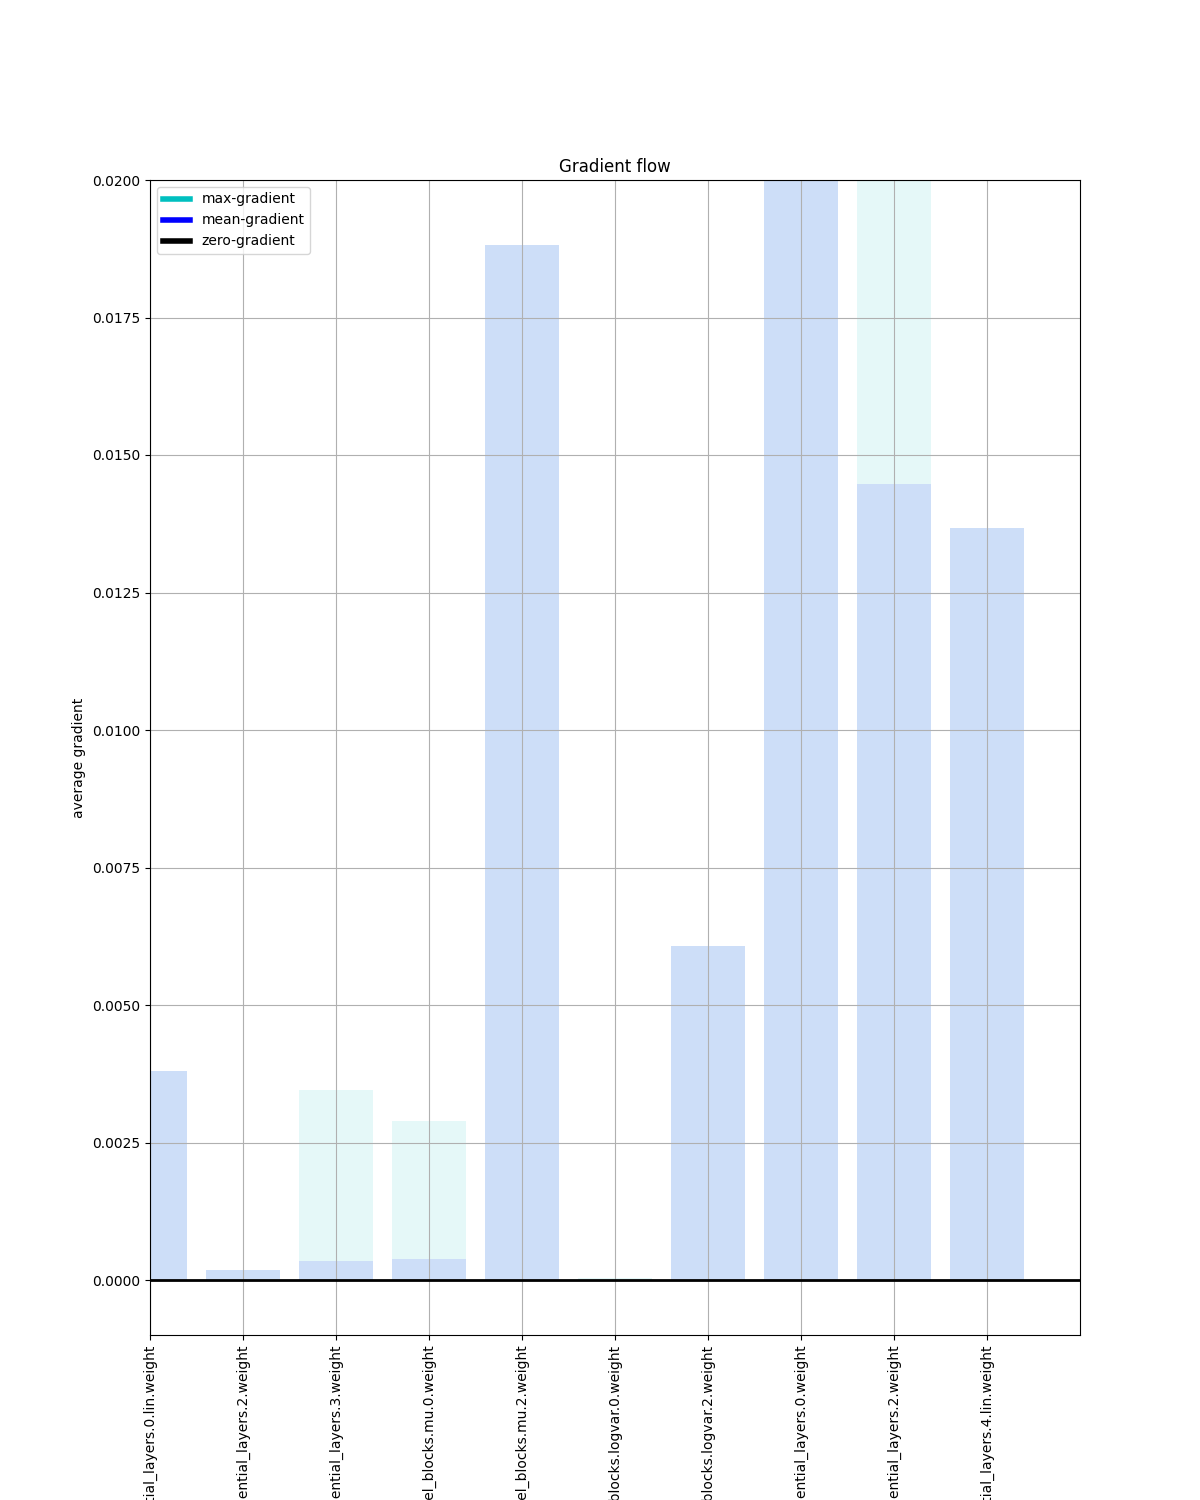 Gradient flow
max-gradient
mean-gradient
zero-gradient
0.0200
0.0175
0.0150
0.0125
0.0100
0.0075
0.0050
0.0025
0.0000
average gradient
tial_layers.0.lin.weight
ential_layers.2.weight
ential_layers.3.weight
el_blocks.mu.0.weight
el_blocks.mu.2.weight
blocks.logvar.0.weight
blocks.logvar.2.weight
ential_layers.0.weight
ential_layers.2.weight
tial_layers.4.lin.weight